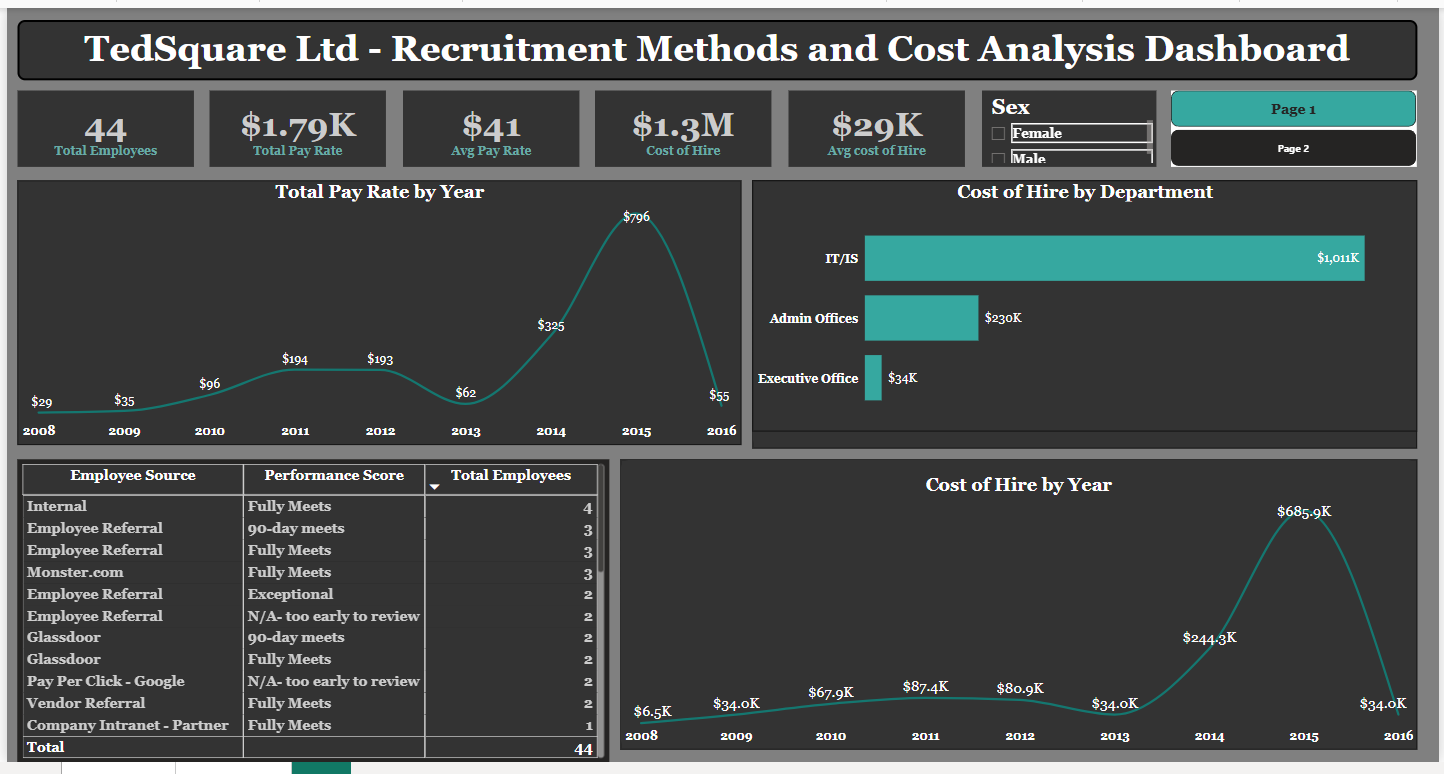 TedSquare Ltd - Recruitment Methods and Cost Analysis Dashboard
44
Total Employees
$1.79K
Total Pay Rate
$41
Avg Pay Rate
$1.3M
Cost of Hire
$29K
Avg cost of Hire
Sex
Female
Male
Page 1
Page 2
Total Pay Rate by Year
$29
$35
$96
$194
$193
$62
$325
$796
$55
2008 2009 2010 2011 2012 2013 2014 2015 2016
Cost of Hire by Department
IT/IS $1,011K
Admin Offices $230K
Executive Office $34K
Employee Source Performance Score Total Employees
Internal Fully Meets 4
Employee Referral 90-day meets 3
Employee Referral Fully Meets 3
Monster.com Fully Meets 3
Employee Referral Exceptional 2
Employee Referral N/A- too early to review 2
Glassdoor 90-day meets 2
Glassdoor Fully Meets 2
Pay Per Click - Google N/A- too early to review 2
Vendor Referral Fully Meets 2
Company Intranet - Partner Fully Meets 1
Total 44
Cost of Hire by Year
$6.5K
$34.0K
$67.9K
$87.4K
$80.9K
$34.0K
$244.3K
$685.9K
$34.0K
2008 2009 2010 2011 2012 2013 2014 2015 2016